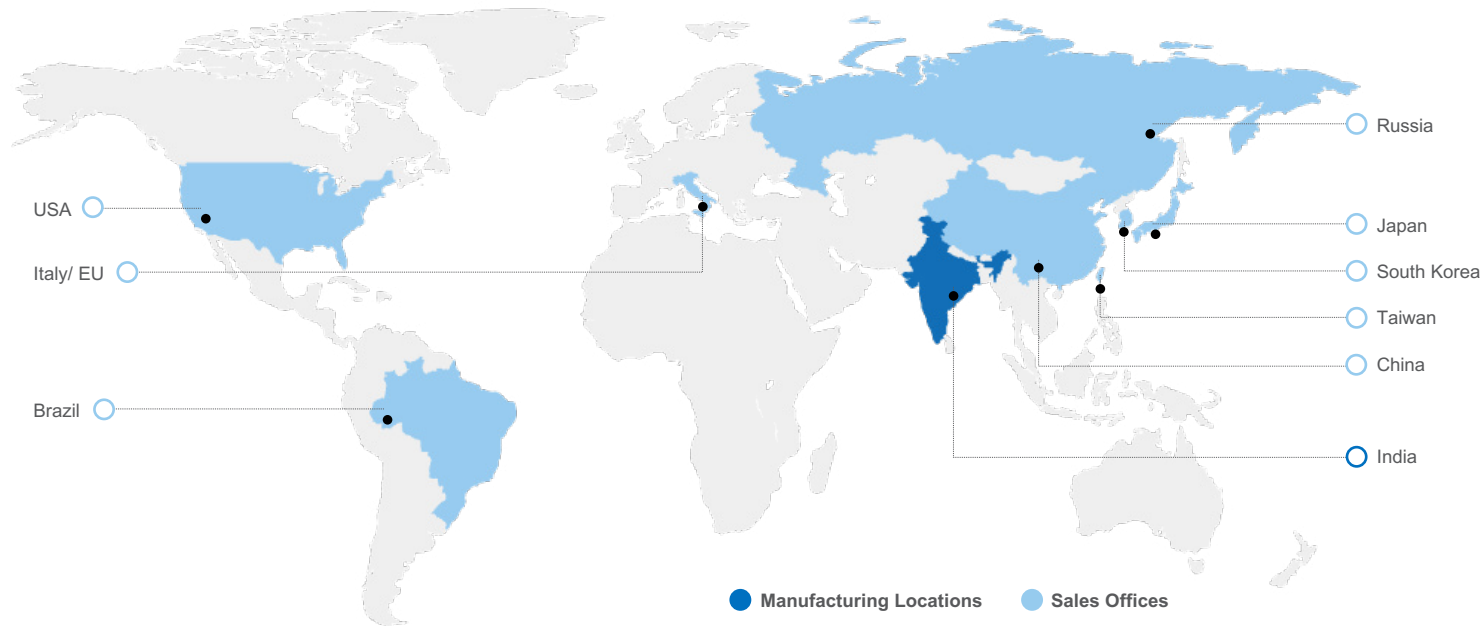 USA
Italy/ EU
Brazil
Russia
Japan
South Korea
Taiwan
China
India
Manufacturing Locations
Sales Offices